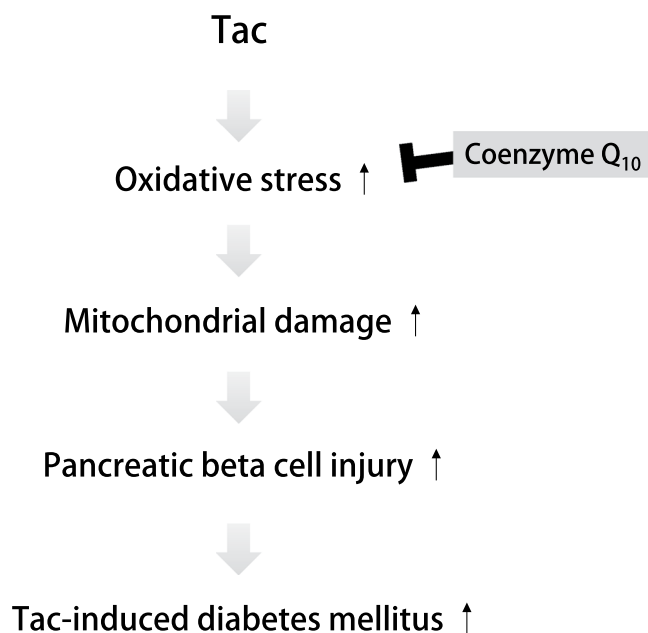 Tac
Oxidative stress ↑
Coenzyme Q₁₀
Mitochondrial damage ↑
Pancreatic beta cell injury ↑
Tac-induced diabetes mellitus ↑